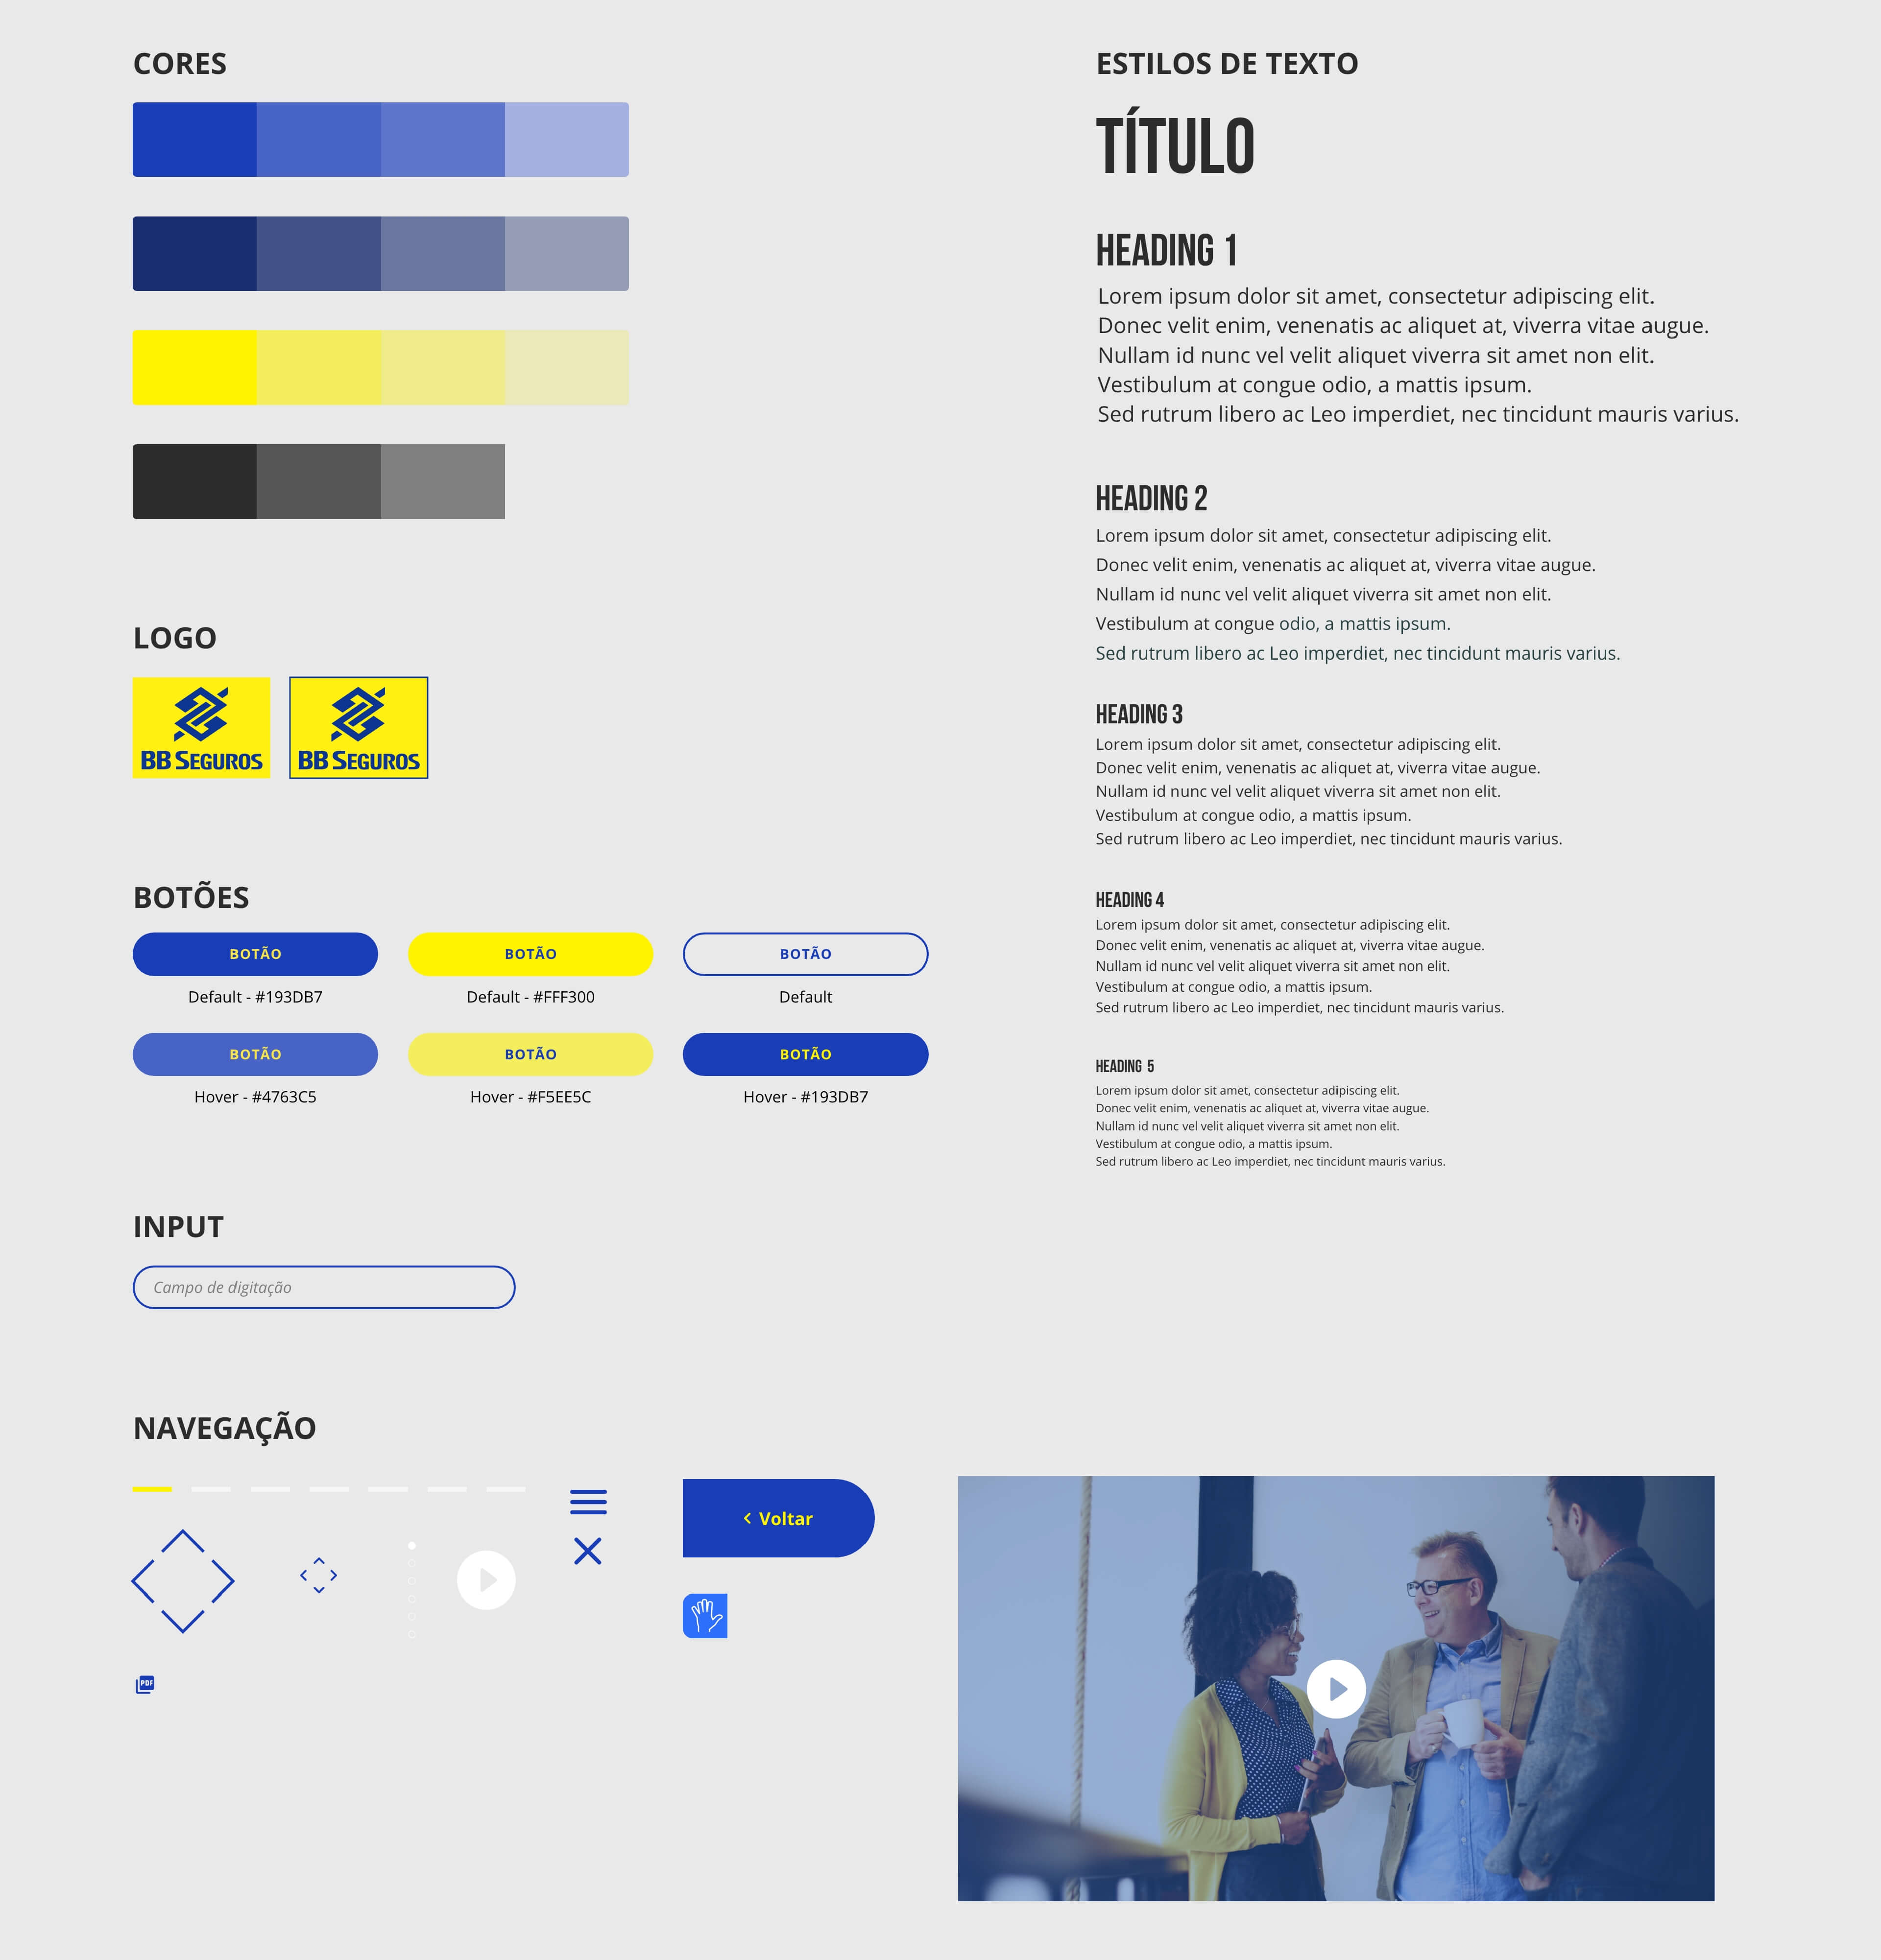 CORES
LOGO
BB SEGUROS
BB SEGUROS
BOTÕES
BOTÃO
BOTÃO
BOTÃO
Default - #193DB7
Default - #FFF300
Default
BOTÃO
BOTÃO
BOTÃO
Hover - #4763C5
Hover - #F5EE5C
Hover - #193DB7
INPUT
Campo de digitação
ESTILOS DE TEXTO
TÍTULO
HEADING 1
Lorem ipsum dolor sit amet, consectetur adipiscing elit.
Donec velit enim, venenatis ac aliquet at, viverra vitae augue.
Nullam id nunc vel velit aliquet viverra sit amet non elit.
Vestibulum at congue odio, a mattis ipsum.
Sed rutrum libero ac Leo imperdiet, nec tincidunt mauris varius.
HEADING 2
Lorem ipsum dolor sit amet, consectetur adipiscing elit.
Donec velit enim, venenatis ac aliquet at, viverra vitae augue.
Nullam id nunc vel velit aliquet viverra sit amet non elit.
Vestibulum at congue odio, a mattis ipsum.
Sed rutrum libero ac Leo imperdiet, nec tincidunt mauris varius.
HEADING 3
Lorem ipsum dolor sit amet, consectetur adipiscing elit.
Donec velit enim, venenatis ac aliquet at, viverra vitae augue.
Nullam id nunc vel velit aliquet viverra sit amet non elit.
Vestibulum at congue odio, a mattis ipsum.
Sed rutrum libero ac Leo imperdiet, nec tincidunt mauris varius.
HEADING 4
Lorem ipsum dolor sit amet, consectetur adipiscing elit.
Donec velit enim, venenatis ac aliquet at, viverra vitae augue.
Nullam id nunc vel velit aliquet viverra sit amet non elit.
Vestibulum at congue odio, a mattis ipsum.
Sed rutrum libero ac Leo imperdiet, nec tincidunt mauris varius.
HEADING 5
Lorem ipsum dolor sit amet, consectetur adipiscing elit.
Donec velit enim, venenatis ac aliquet at, viverra vitae augue.
Nullam id nunc vel velit aliquet viverra sit amet non elit.
Vestibulum at congue odio, a mattis ipsum.
Sed rutrum libero ac Leo imperdiet, nec tincidunt mauris varius.
NAVEGAÇÃO
Voltar
PDF